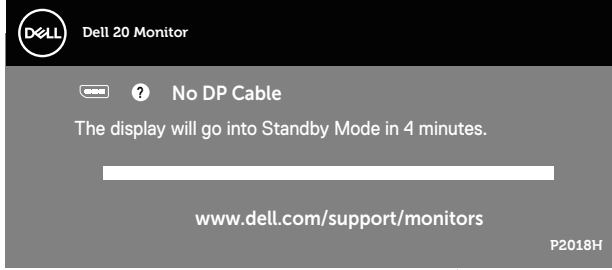 DELL Dell 20 Monitor
? No DP Cable
The display will go into Standby Mode in 4 minutes.
www.dell.com/support/monitors
P2018H